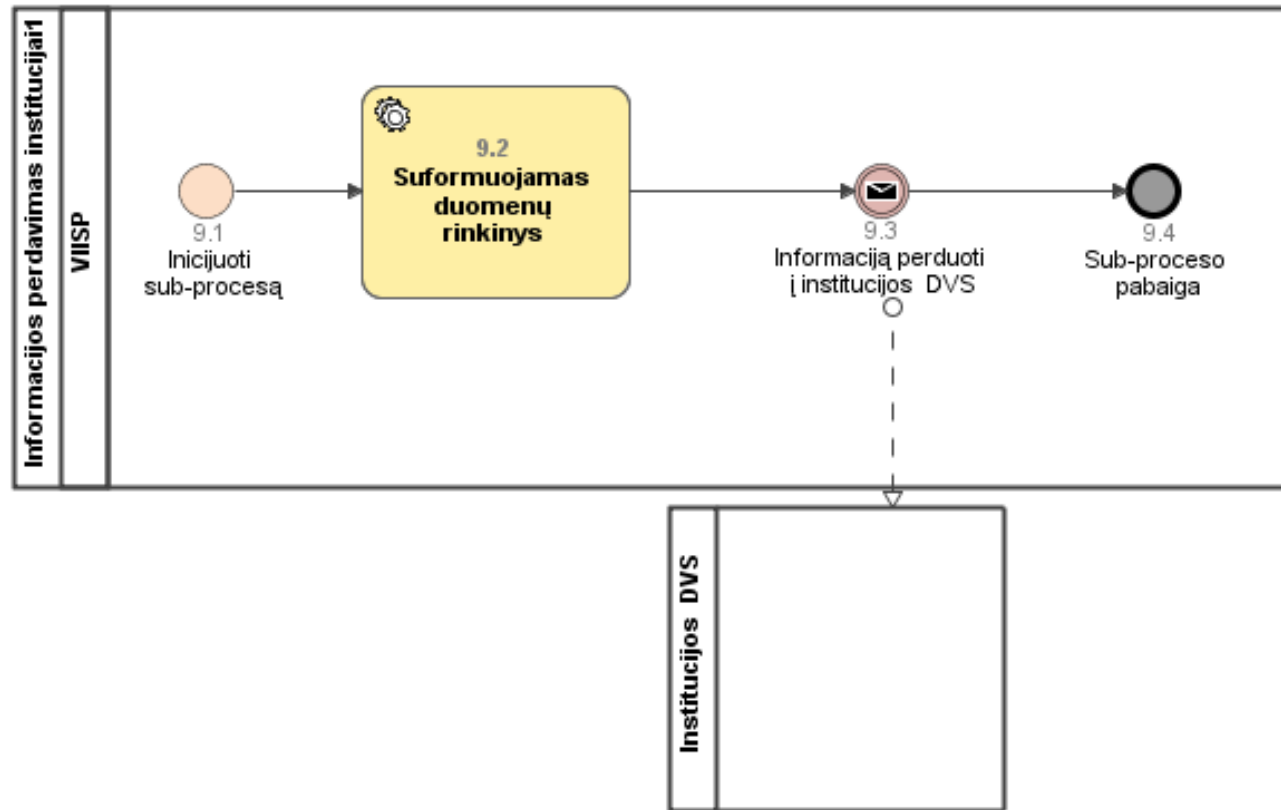 Informacijos perdavimas institucijai1
VIISP
9.1
Inicijuoti
sub-procesą
9.2
Suformuojamas
duomenų
rinkinys
9.3
Informaciją perduoti
į institucijos DVS
9.4
Sub-proceso
pabaiga
Institucijos DVS